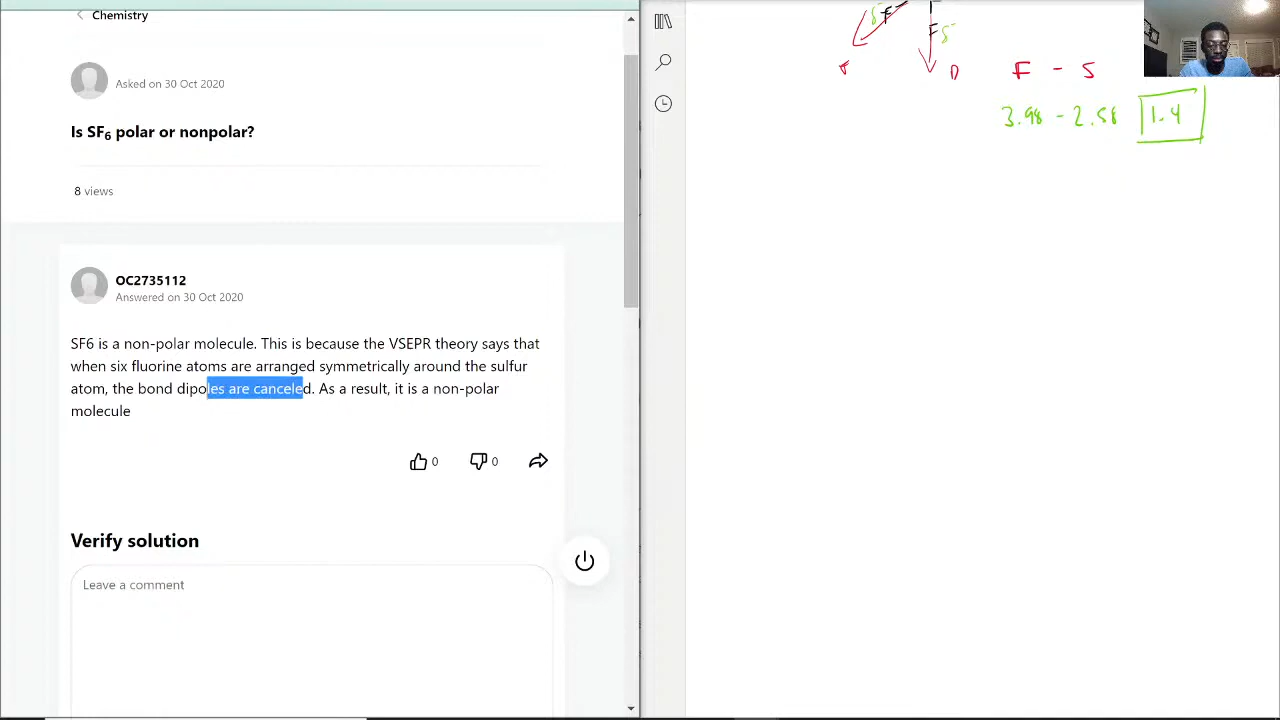 Chemistry
Asked on 30 Oct 2020
Is SF₆ polar or nonpolar?
8 views
OC2735112
Answered on 30 Oct 2020
SF6 is a non-polar molecule. This is because the VSEPR theory says that
when six fluorine atoms are arranged symmetrically around the sulfur
atom, the bond dipoles are canceled. As a result, it is a non-polar
molecule
0
0
Verify solution
Leave a comment
δ⁻
F
F δ⁻
F - S
3.98 - 2.58 1.4